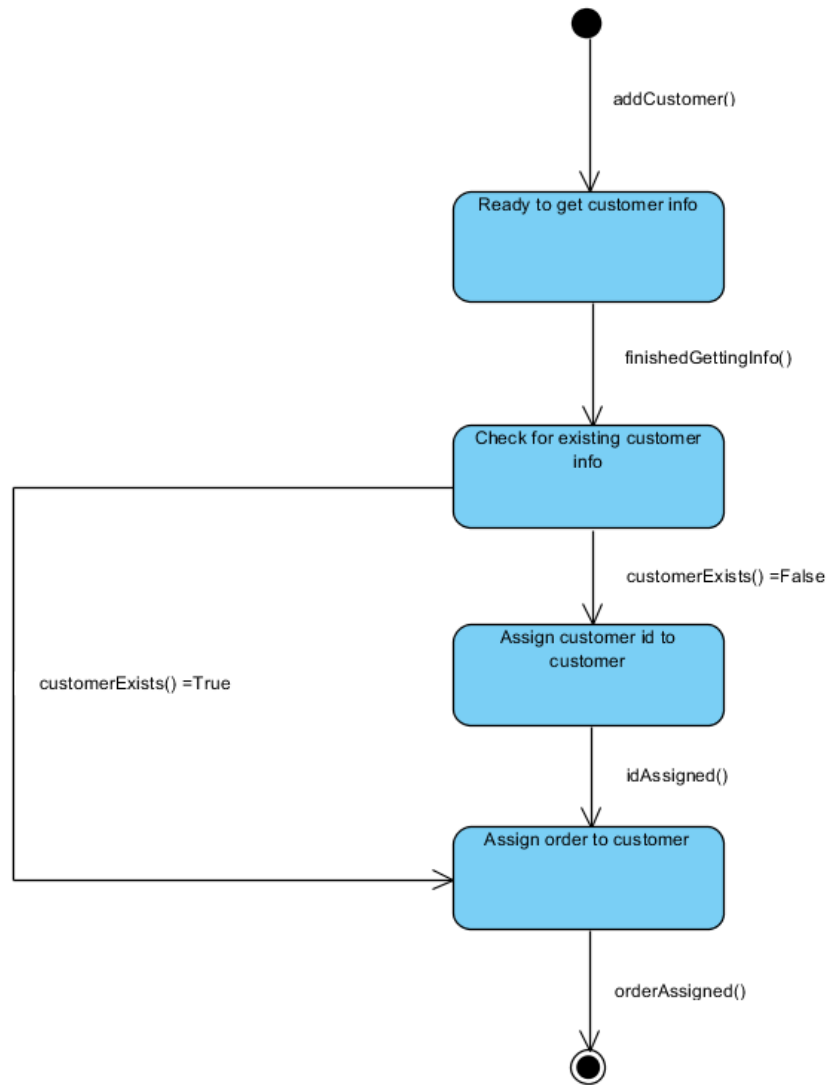 addCustomer()
Ready to get customer info
finishedGettingInfo()
Check for existing customer
info
customerExists() =False
Assign customer id to
customer
customerExists() =True
idAssigned()
Assign order to customer
orderAssigned()